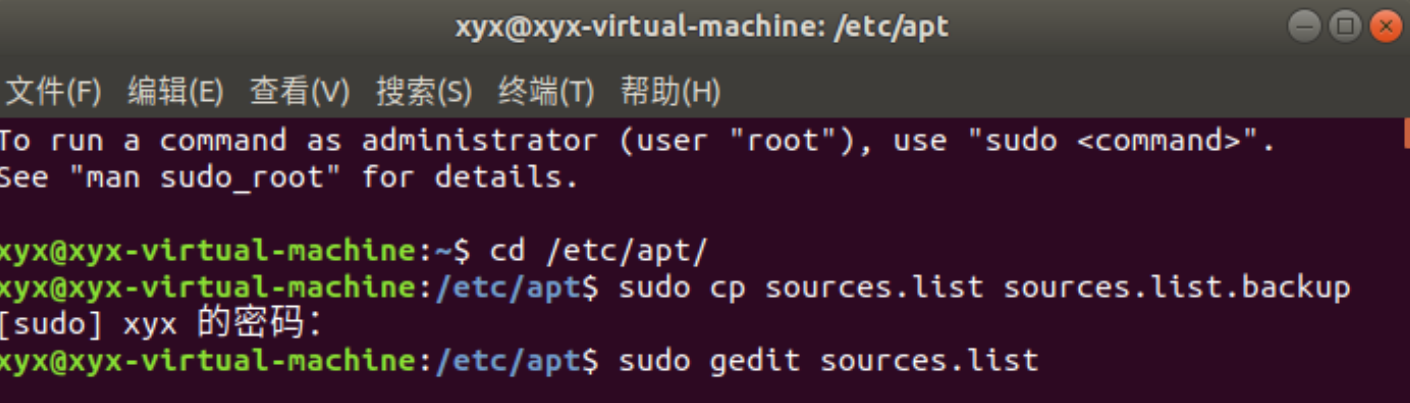 xyx@xyx-virtual-machine: /etc/apt
文件(F) 编辑(E) 查看(V) 搜索(S) 终端(T) 帮助(H)
To run a command as administrator (user "root"), use "sudo <command>".
See "man sudo_root" for details.
xyx@xyx-virtual-machine:~$ cd /etc/apt/
xyx@xyx-virtual-machine:/etc/apt$ sudo cp sources.list sources.list.backup
[sudo] xyx 的密码：
xyx@xyx-virtual-machine:/etc/apt$ sudo gedit sources.list